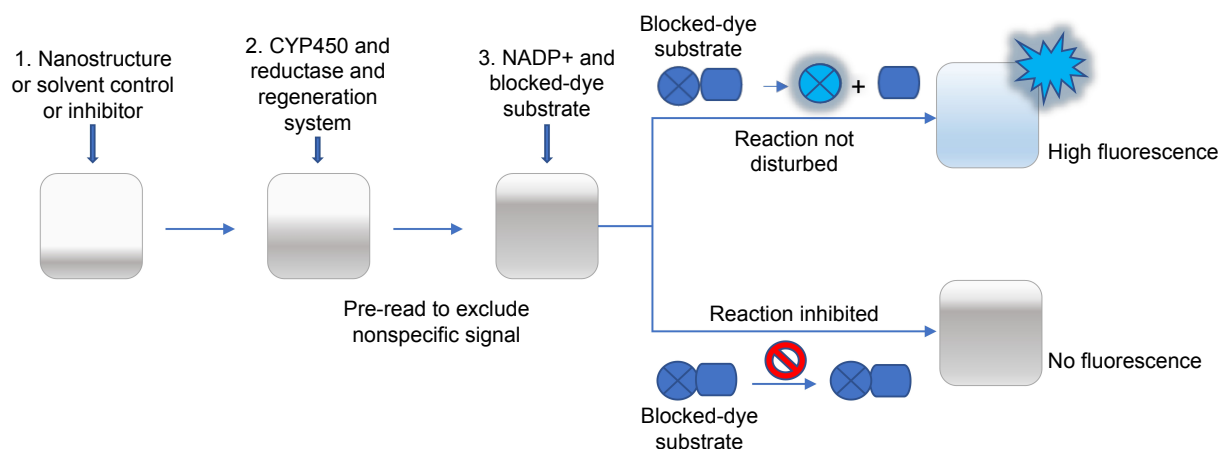 1. Nanostructure
or solvent control
or inhibitor
2. CYP450 and
reductase and
regeneration
system
3. NADP+ and
blocked-dye
substrate
Pre-read to exclude
nonspecific signal
Blocked-dye
substrate
+
Reaction not
disturbed
High fluorescence
Reaction inhibited
Blocked-dye
substrate
No fluorescence